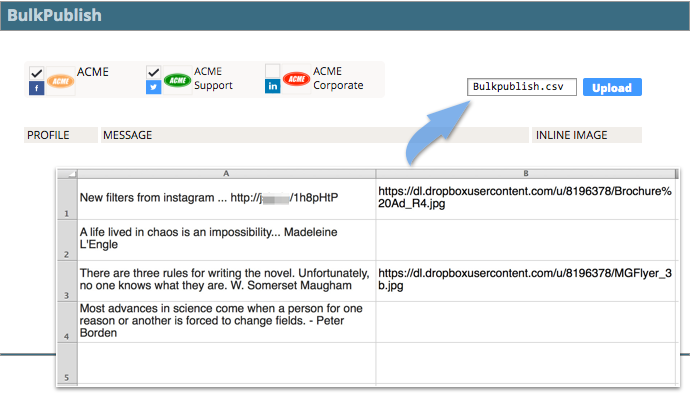 BulkPublish
ACME
ACME
ACME
Support
ACME
ACME
Corporate
ACME
Bulkpublish.csv
Upload
PROFILE
MESSAGE
INLINE IMAGE
A
B
1
New filters from instagram ... http://j /1h8pHtP
https://dl.dropboxusercontent.com/u/8196378/Brochure%
20Ad_R4.jpg
2
A life lived in chaos is an impossibility... Madeleine
L'Engle
3
There are three rules for writing the novel. Unfortunately,
no one knows what they are. W. Somerset Maugham
https://dl.dropboxusercontent.com/u/8196378/MGFlyer_3
b.jpg
4
Most advances in science come when a person for one
reason or another is forced to change fields. - Peter
Borden
5